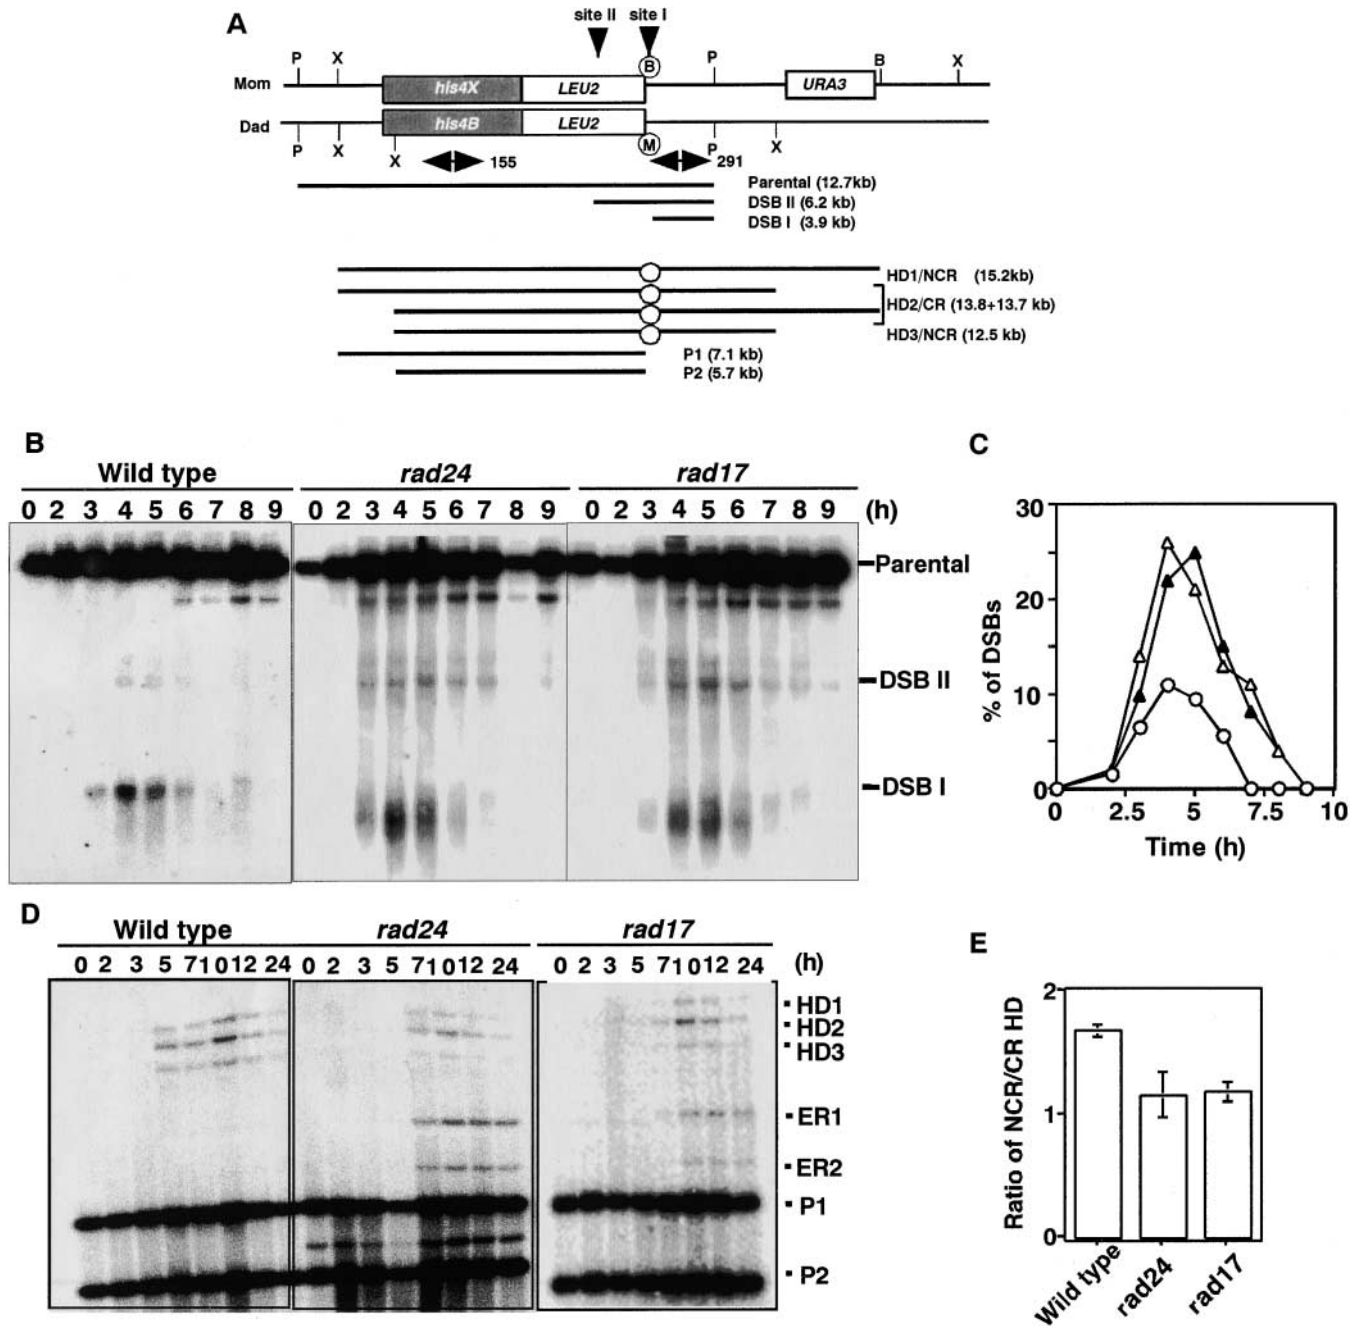 A
site II site I
P X B P B X
Mom his4X LEU2 URA3
Dad his4B LEU2
P X X M P X
155 291
Parental (12.7kb)
DSB II (6.2 kb)
DSB I (3.9 kb)
HD1/NCR (15.2kb)
HD2/CR (13.8+13.7 kb)
HD3/NCR (12.5 kb)
P1 (7.1 kb)
P2 (5.7 kb)
B
Wild type rad24 rad17
0 2 3 4 5 6 7 8 9 0 2 3 4 5 6 7 8 9 0 2 3 4 5 6 7 8 9 (h)
Parental
DSB II
DSB I
C
% of DSBs
30
20
10
0
0 2.5 5 7.5 10
Time (h)
D
Wild type rad24 rad17
0 2 3 5 7 10 12 24 0 2 3 5 7 10 12 24 0 2 3 5 7 10 12 24 (h)
HD1
HD2
HD3
ER1
ER2
P1
P2
E
Ratio of NCR/CR HD
2
1
0
Wild type rad24 rad17